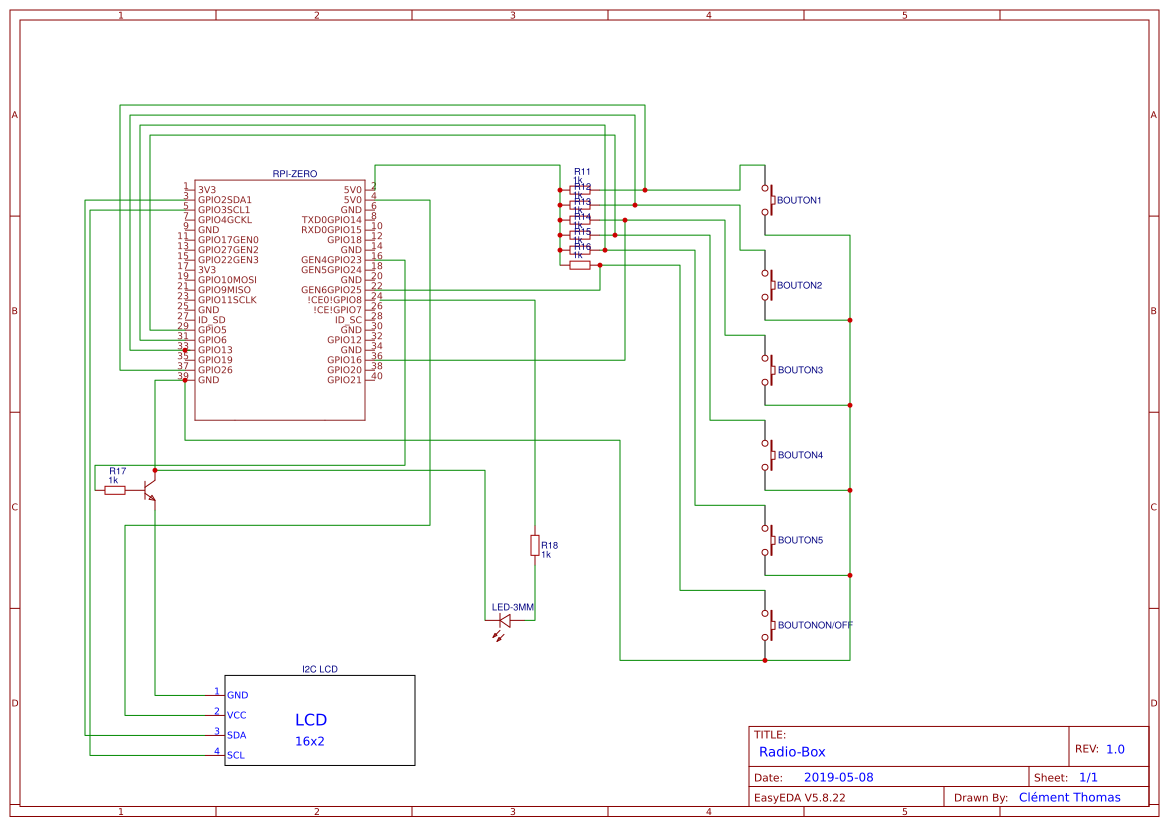 1 2 3 4 5
A A
RPI-ZERO
1 3V3 5V0 2
3 GPIO2SDA1 5V0 4
5 GPIO3SCL1 GND 6
7 GPIO4GCKL TXD0GPIO14 8
9 GND RXD0GPIO15 10
11 GPIO17GEN0 GPIO18 12
13 GPIO27GEN2 GND 14
15 GPIO22GEN3 GEN4GPIO23 16
17 3V3 GEN5GPIO24 18
19 GPIO10MOSI GND 20
21 GPIO9MISO GEN6GPIO25 22
23 GPIO11SCLK !CE0!GPIO8 24
25 GND !CE!GPIO7 26
27 ID_SD ID_SC 28
29 GPIO5 GND 30
31 GPIO6 GPIO12 32
33 GPIO13 GND 34
35 GPIO19 GPIO16 36
37 GPIO26 GPIO20 38
39 GND GPIO21 40
R11
1k
R12
1k
R13
1k
R14
1k
R15
1k
R16
1k
BOUTON1
BOUTON2
B B
BOUTON3
BOUTON4
R17
1k
C C
BOUTON5
R18
1k
LED-3MM
BOUTONON/OFF
I2C LCD
1 GND
2 VCC
3 SDA
4 SCL
LCD
16x2
D D
TITLE:
Radio-Box
REV: 1.0
Date: 2019-05-08
Sheet: 1/1
EasyEDA V5.8.22
Drawn By: Clément Thomas
1 2 3 4 5